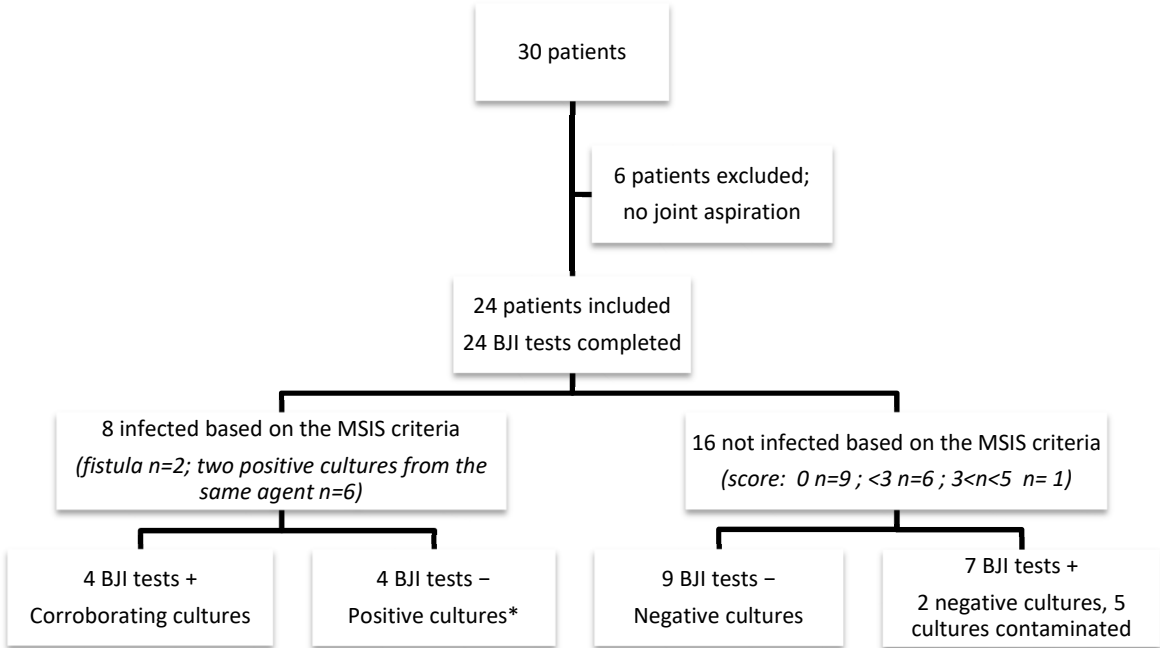 30 patients
6 patients excluded;
no joint aspiration
24 patients included
24 BJI tests completed
8 infected based on the MSIS criteria
(fistula n=2; two positive cultures from the
same agent n=6)
16 not infected based on the MSIS criteria
(score:  0 n=9 ; <3 n=6 ; 3<n<5  n= 1)
4 BJI tests +
Corroborating cultures
4 BJI tests −
Positive cultures*
9 BJI tests −
Negative cultures
7 BJI tests +
2 negative cultures, 5
cultures contaminated